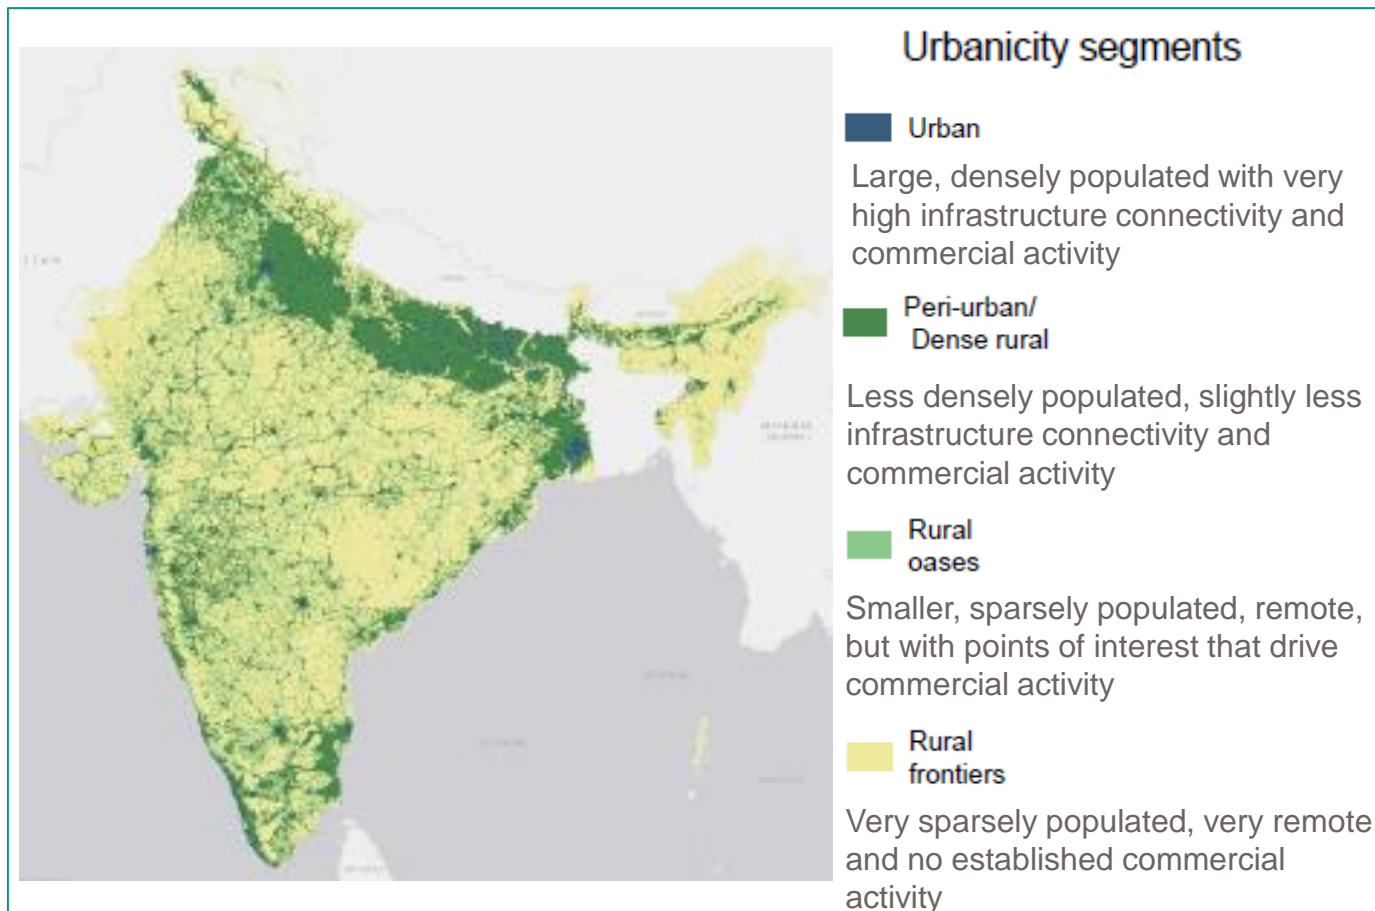 Urbanicity segments
Urban
Large, densely populated with very
high infrastructure connectivity and
commercial activity
Peri-urban/
Dense rural
Less densely populated, slightly less
infrastructure connectivity and
commercial activity
Rural
oases
Smaller, sparsely populated, remote,
but with points of interest that drive
commercial activity
Rural
frontiers
Very sparsely populated, very remote
and no established commercial
activity